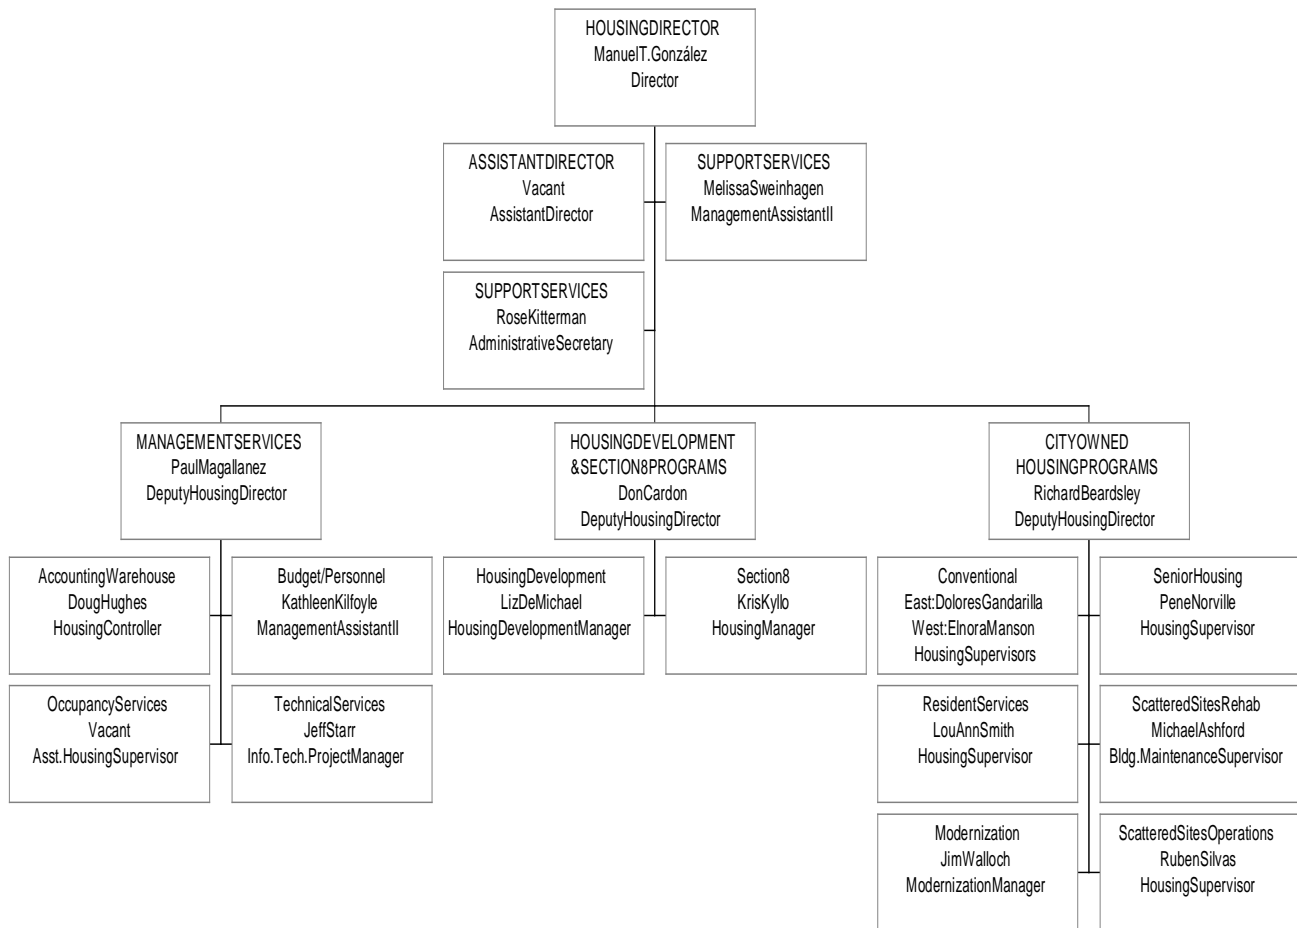 HOUSINGDIRECTOR
ManuelT.González
Director
ASSISTANTDIRECTOR
Vacant
AssistantDirector
SUPPORTSERVICES
MelissaSweinhagen
ManagementAssistantII
SUPPORTSERVICES
RoseKitterman
AdministrativeSecretary
MANAGEMENTSERVICES
PaulMagallanez
DeputyHousingDirector
HOUSINGDEVELOPMENT
&SECTION8PROGRAMS
DonCardon
DeputyHousingDirector
CITYOWNED
HOUSINGPROGRAMS
RichardBeardsley
DeputyHousingDirector
AccountingWarehouse
DougHughes
HousingController
Budget/Personnel
KathleenKilfoyle
ManagementAssistantII
HousingDevelopment
LizDeMichael
HousingDevelopmentManager
Section8
KrisKyllo
HousingManager
Conventional
East:DoloresGandarilla
West:ElnoraManson
HousingSupervisors
SeniorHousing
PeneNorville
HousingSupervisor
OccupancyServices
Vacant
Asst.HousingSupervisor
TechnicalServices
JeffStarr
Info.Tech.ProjectManager
ResidentServices
LouAnnSmith
HousingSupervisor
ScatteredSitesRehab
MichaelAshford
Bldg.MaintenanceSupervisor
Modernization
JimWalloch
ModernizationManager
ScatteredSitesOperations
RubenSilvas
HousingSupervisor